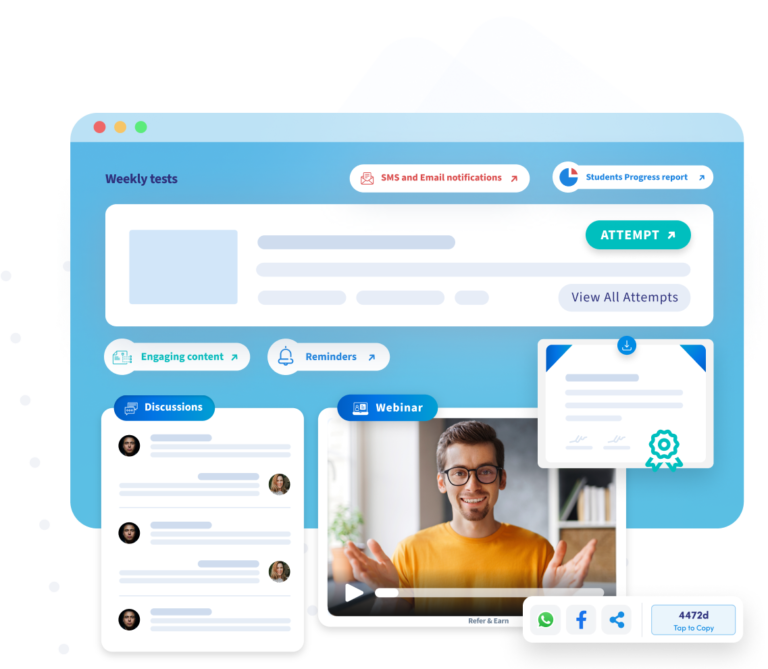 Weekly tests
SMS and Email notifications
Students Progress report
ATTEMPT
View All Attempts
Engaging content
Reminders
Discussions
Webinar
Refer & Earn
4472d
Tap to Copy